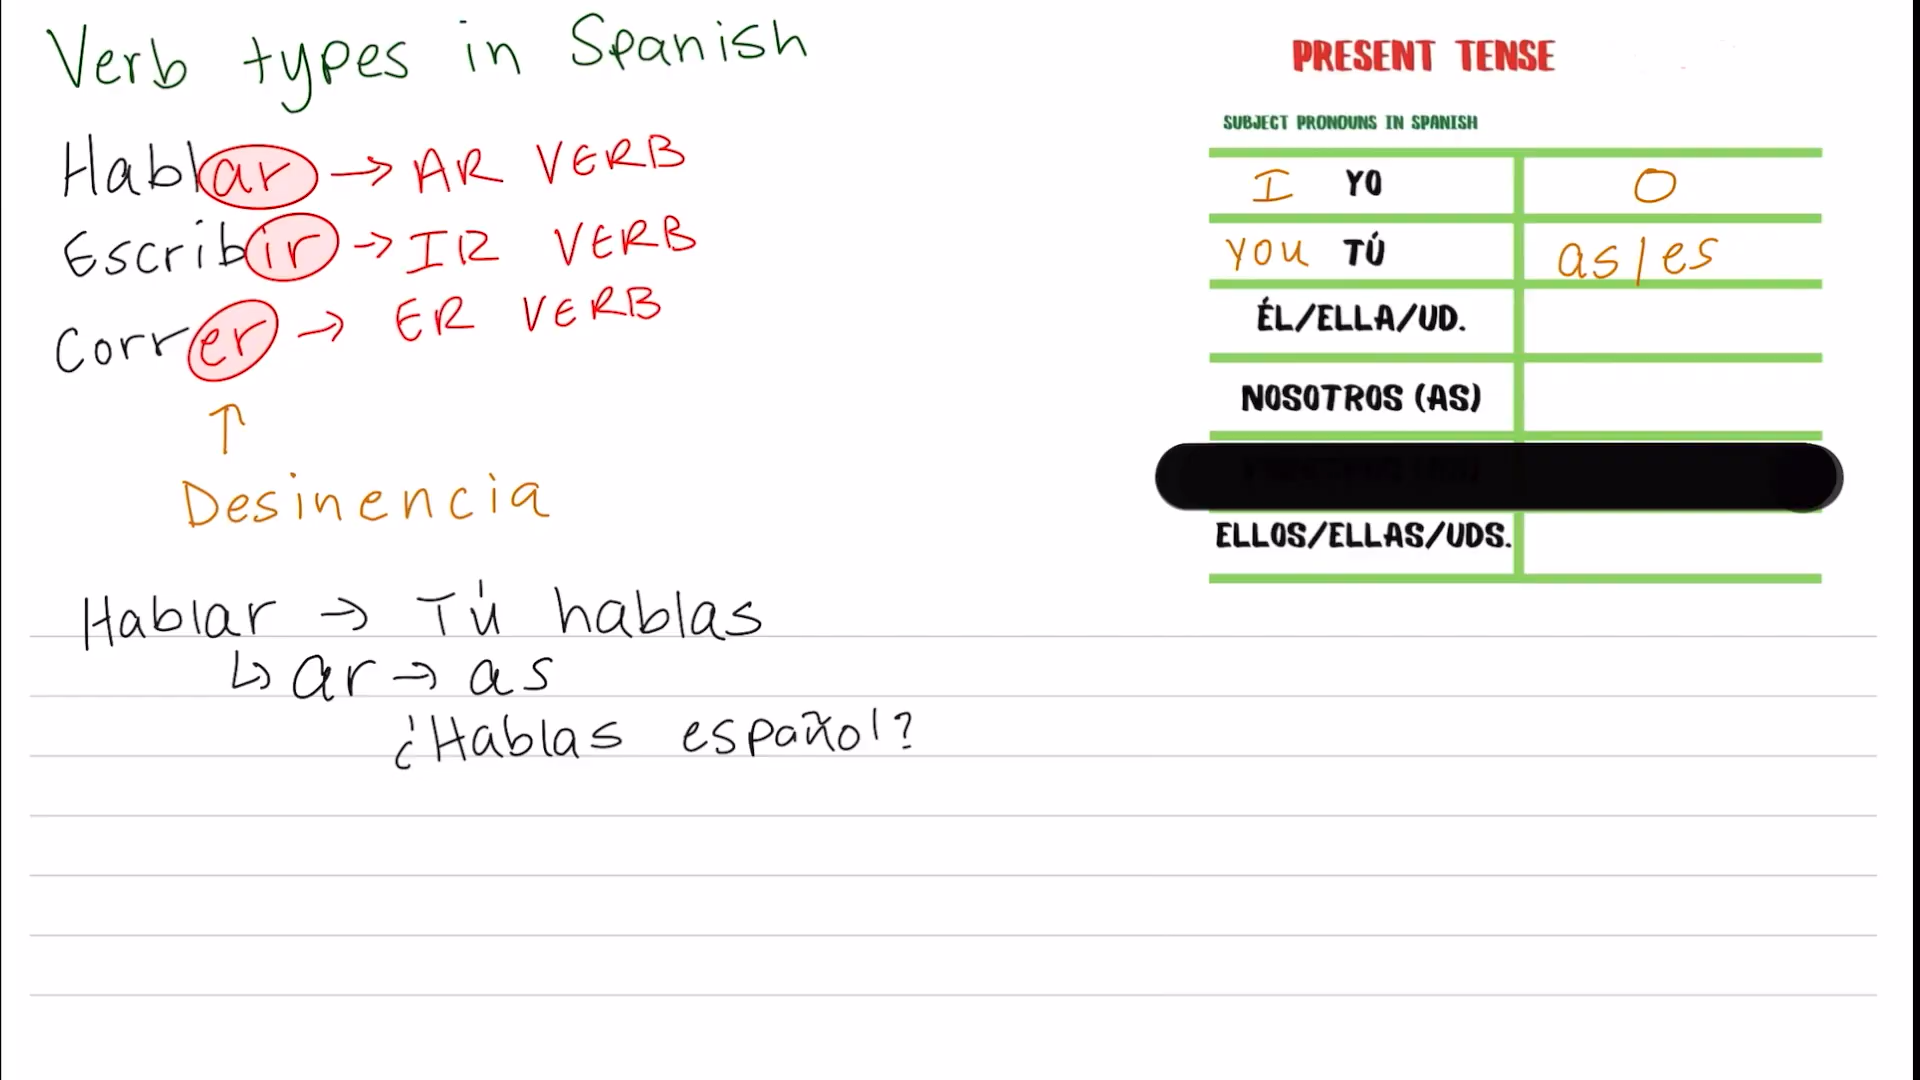 Verb types in Spanish
Hablar → AR VERB
Escribir → IR VERB
Correr → ER VERB
↑
Desinencia
Hablar → Tú hablas
↳ ar → as
¿Hablas español?
PRESENT TENSE
SUBJECT PRONOUNS IN SPANISH
I YO O
YOU TÚ as/es
ÉL/ELLA/UD.
NOSOTROS (AS)
ELLOS/ELLAS/UDS.